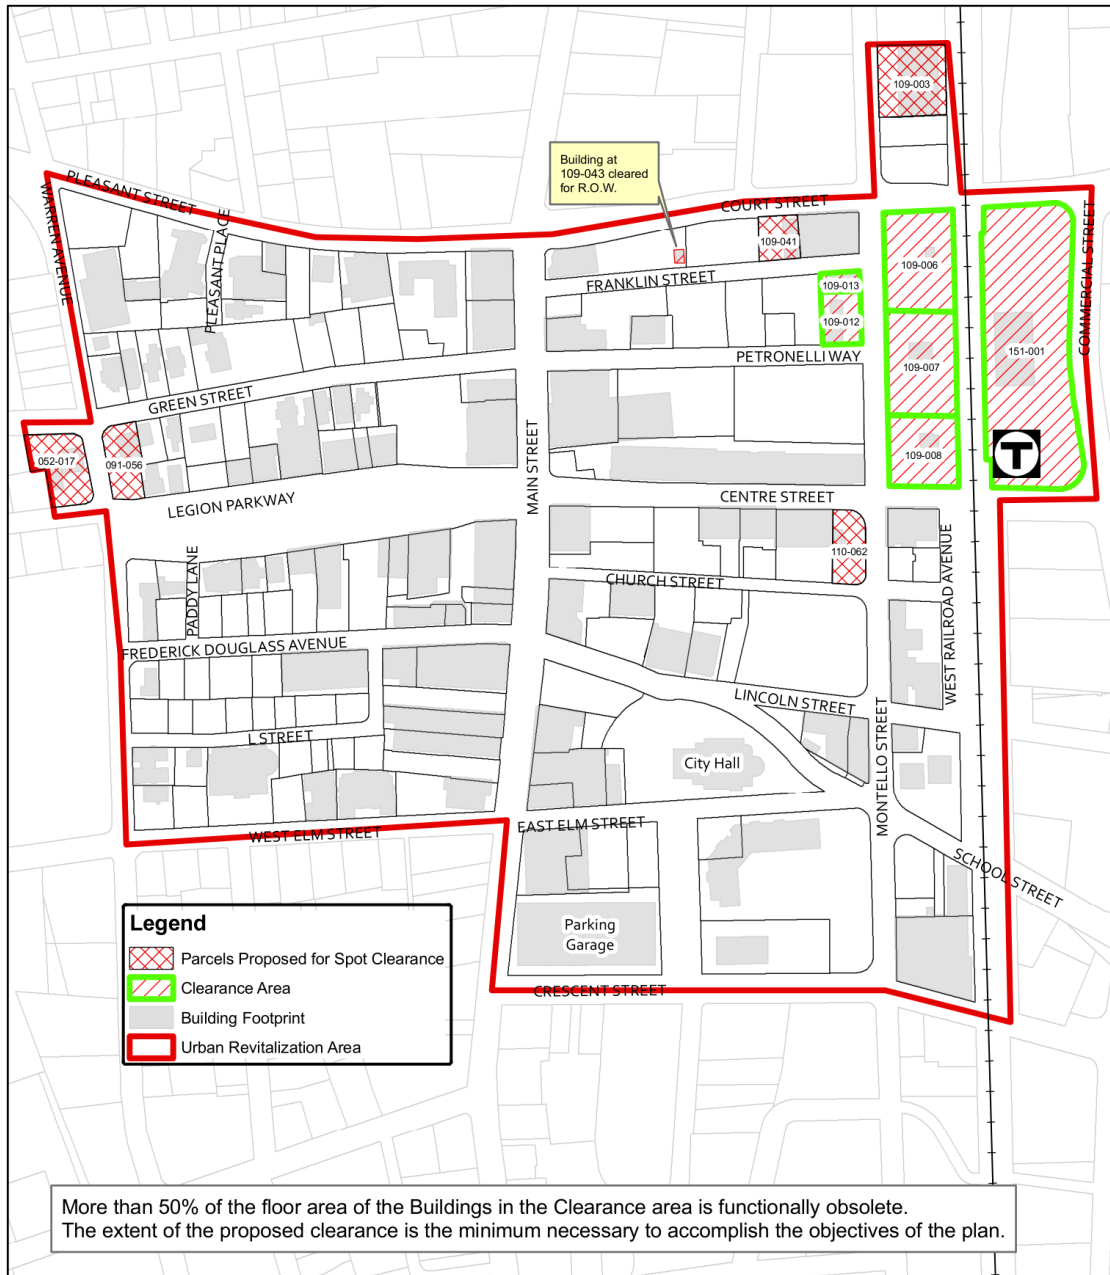 109-003
Building at
109-043 cleared
for R.O.W.
PLEASANT STREET
WARREN AVENUE
PLEASANT PLACE
COURT STREET
109-041
COMMERCIAL STREET
109-006
FRANKLIN STREET
109-013
109-012
151-001
PETRONELLI WAY
109-007
GREEN STREET
MAIN STREET
109-008
T
052-017
091-056
LEGION PARKWAY
CENTRE STREET
110-062
WEST RAILROAD AVENUE
PADDY LANE
CHURCH STREET
FREDERICK DOUGLASS AVENUE
LINCOLN STREET
MONTELLO STREET
L STREET
City Hall
WEST ELM STREET
EAST ELM STREET
SCHOOL STREET
Parking
Garage
CRESCENT STREET
Legend
Parcels Proposed for Spot Clearance
Clearance Area
Building Footprint
Urban Revitalization Area
More than 50% of the floor area of the Buildings in the Clearance area is functionally obsolete.
The extent of the proposed clearance is the minimum necessary to accomplish the objectives of the plan.